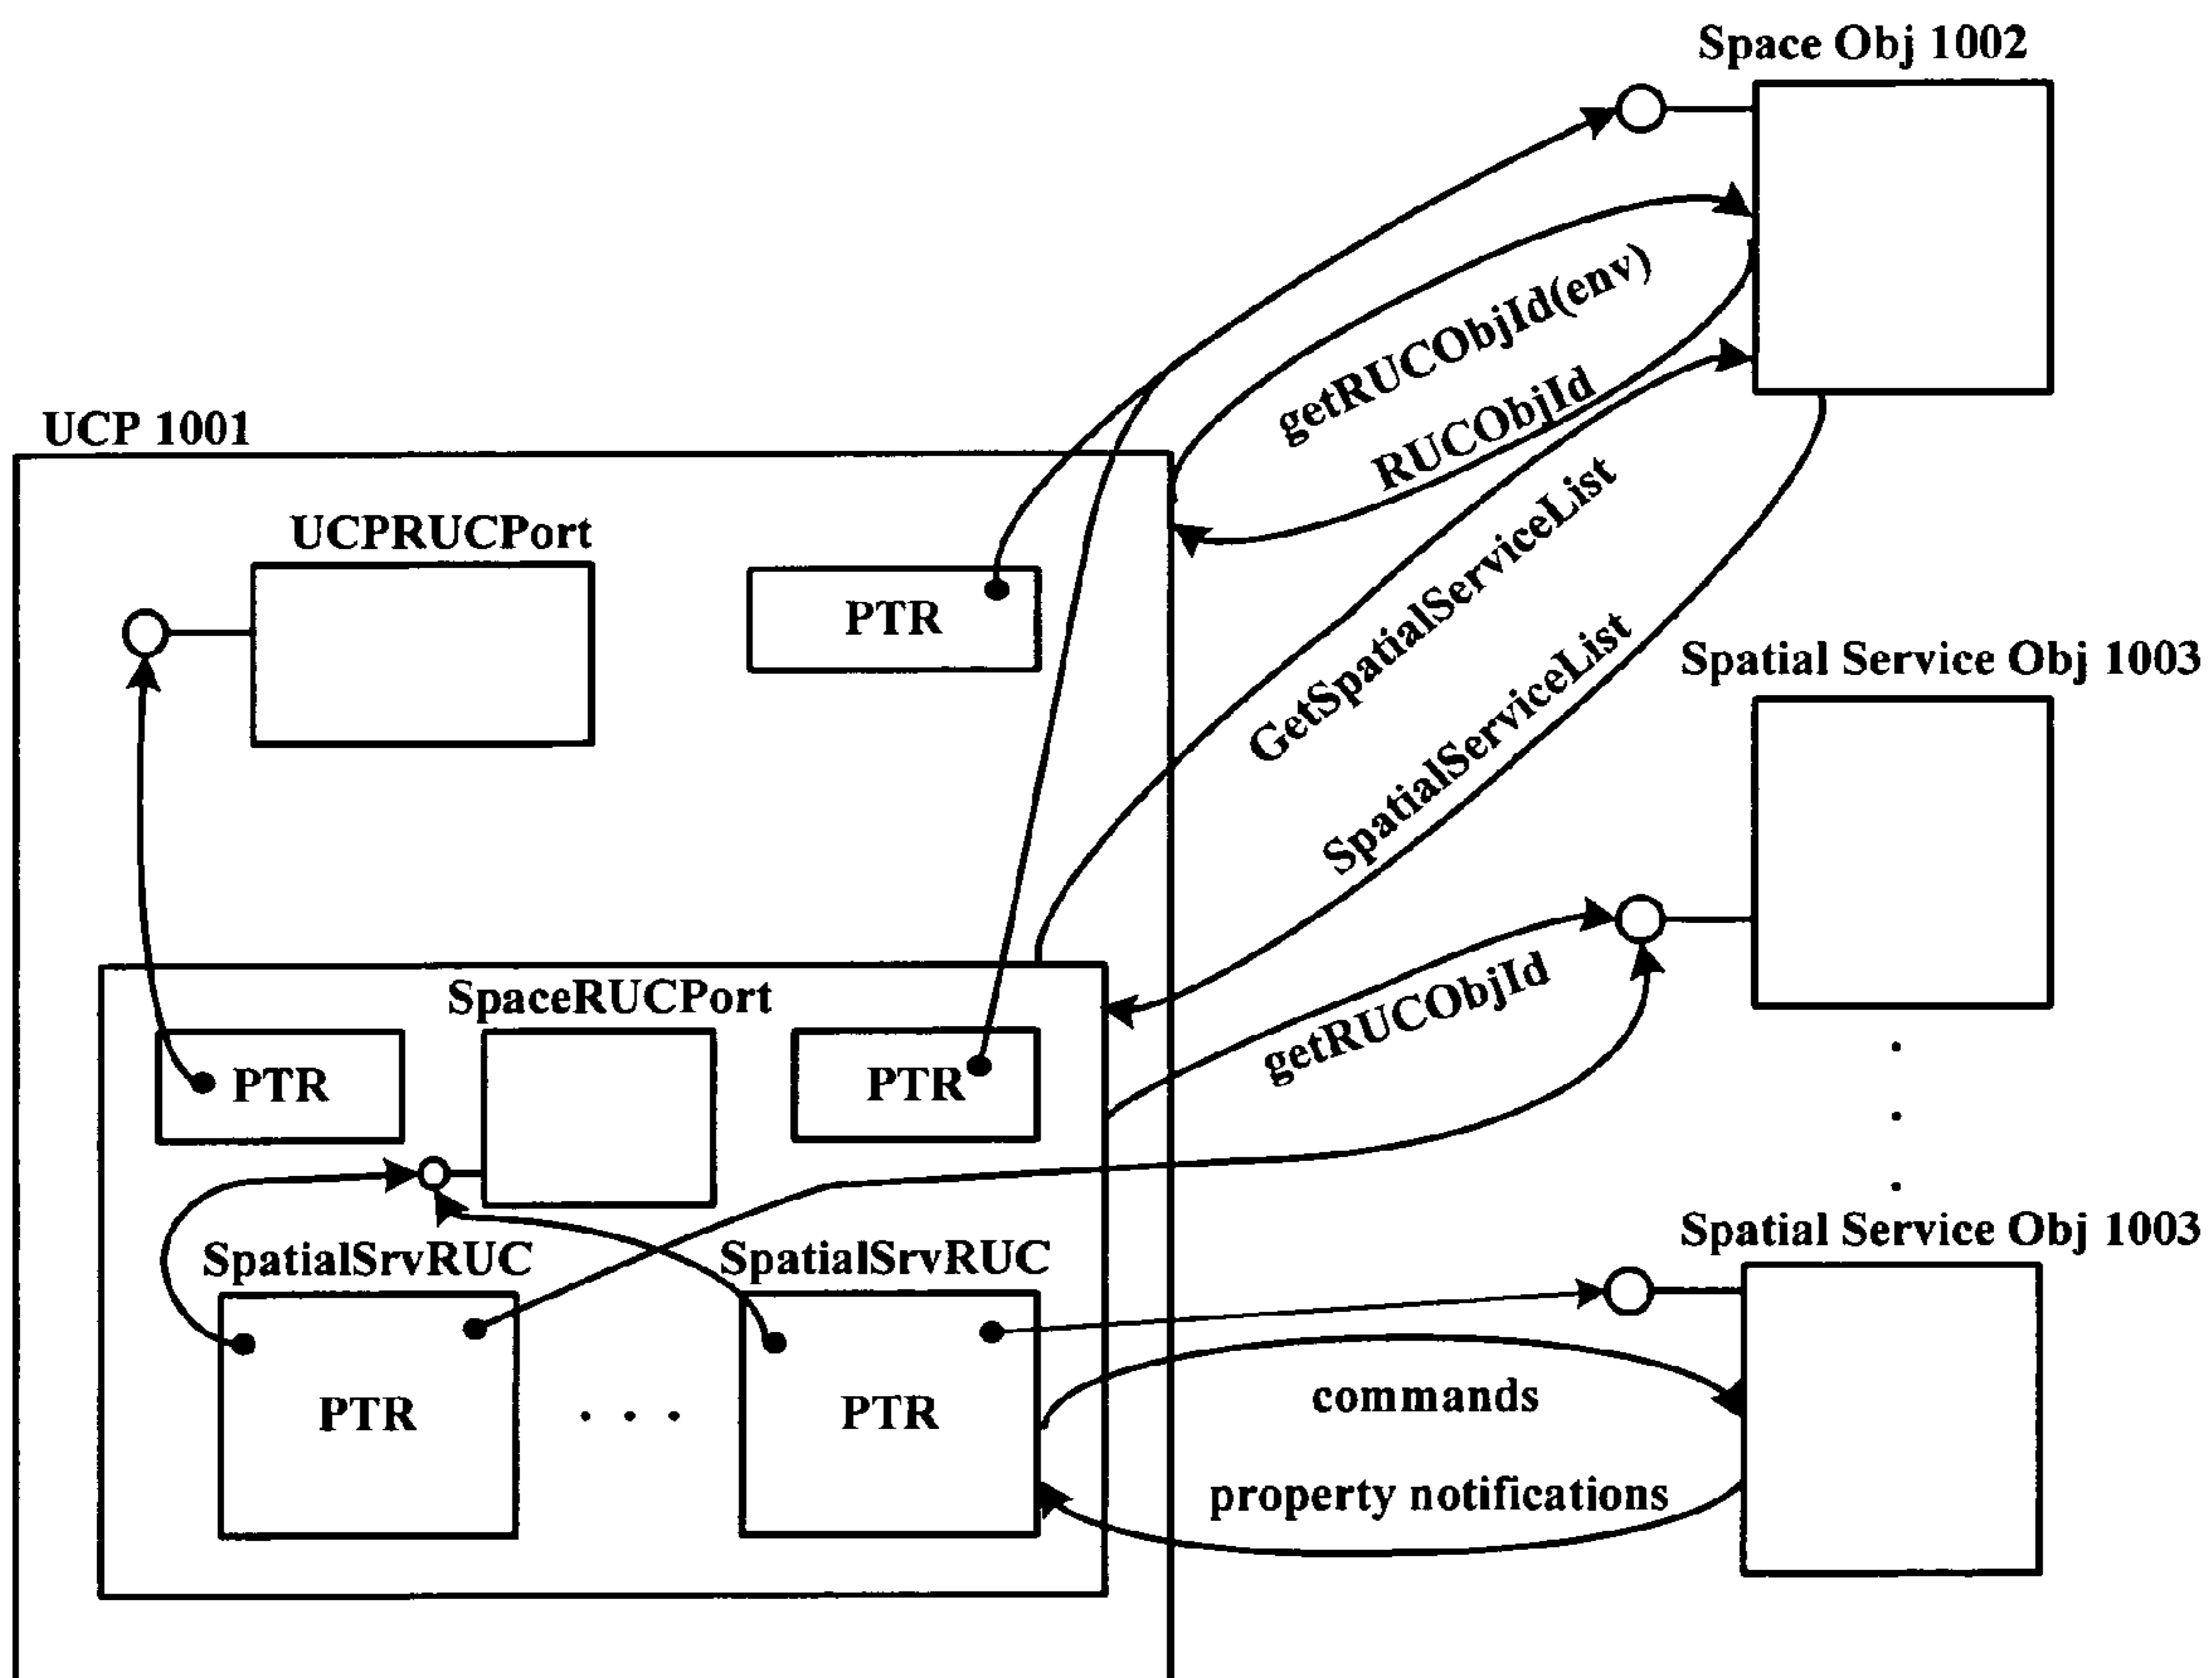 Space Obj 1002
getRUCObjId(env)
RUCObjId
UCP 1001
UCPRUCPort
PTR
GetSpatialServiceList
SpatialServiceList
Spatial Service Obj 1003
getRUCObjId
SpaceRUCPort
PTR
PTR
SpatialSrvRUC
SpatialSrvRUC
Spatial Service Obj 1003
PTR
. . .
PTR
commands
property notifications